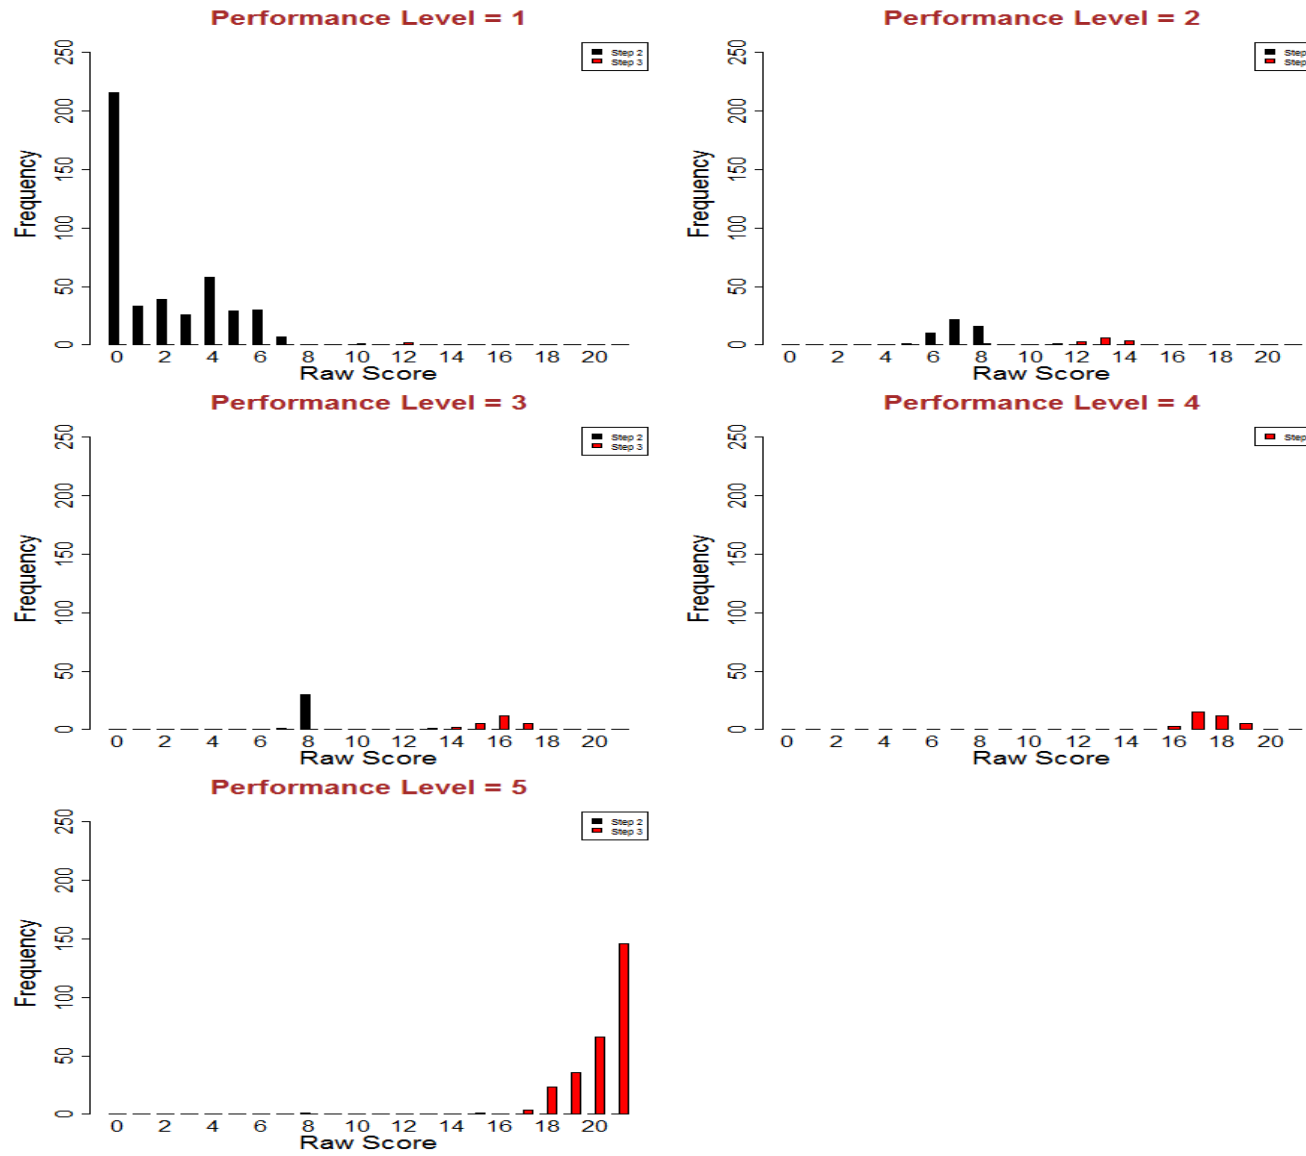 Performance Level = 1
Step 2
Step 3
250
200
150
100
50
0
Frequency
0 2 4 6 8 10 12 14 16 18 20
Raw Score
Performance Level = 2
Step
Step
250
200
150
100
50
0
Frequency
0 2 4 6 8 10 12 14 16 18 20
Raw Score
Performance Level = 3
Step 2
Step 3
250
200
150
100
50
0
Frequency
0 2 4 6 8 10 12 14 16 18 20
Raw Score
Performance Level = 4
Step
250
200
150
100
50
0
Frequency
0 2 4 6 8 10 12 14 16 18 20
Raw Score
Performance Level = 5
Step 2
Step 3
250
200
150
100
50
0
Frequency
0 2 4 6 8 10 12 14 16 18 20
Raw Score